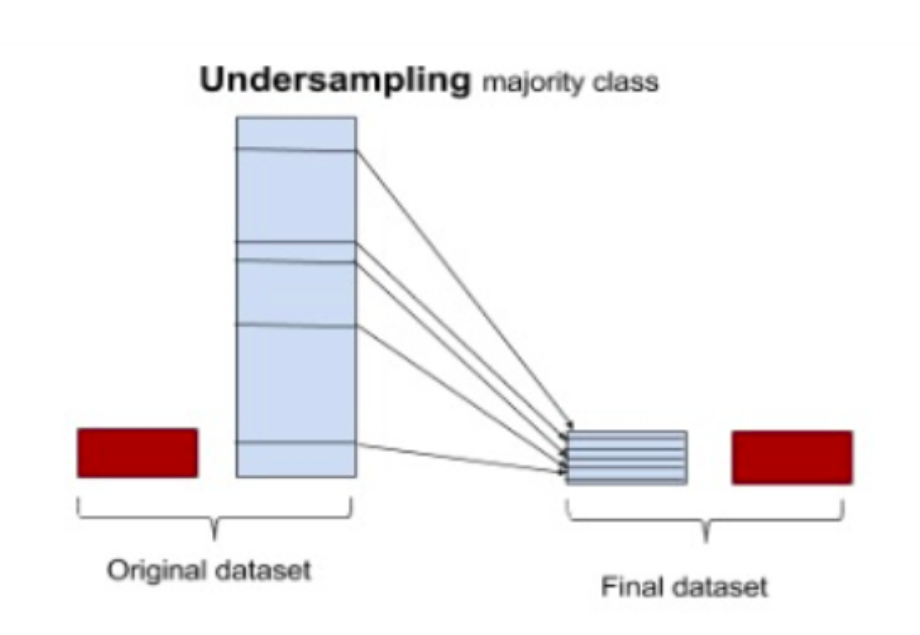 Undersampling majority class
Original dataset
Final dataset